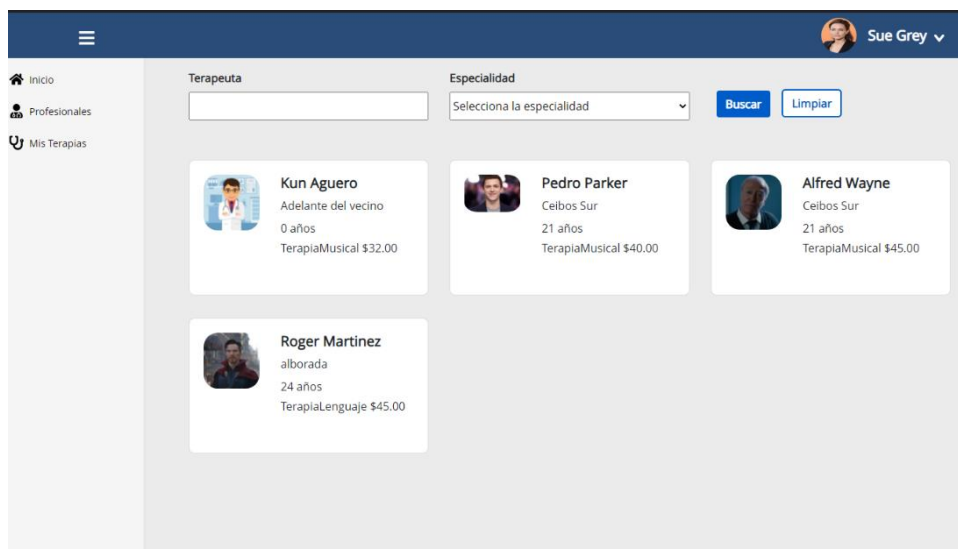 Sue Grey
Inicio
Profesionales
Mis Terapias
Terapeuta
Especialidad
Selecciona la especialidad
Buscar
Limpiar
Kun Aguero
Adelante del vecino
0 años
TerapiaMusical $32.00
Pedro Parker
Ceibos Sur
21 años
TerapiaMusical $40.00
Alfred Wayne
Ceibos Sur
21 años
TerapiaMusical $45.00
Roger Martinez
alborada
24 años
TerapiaLenguaje $45.00